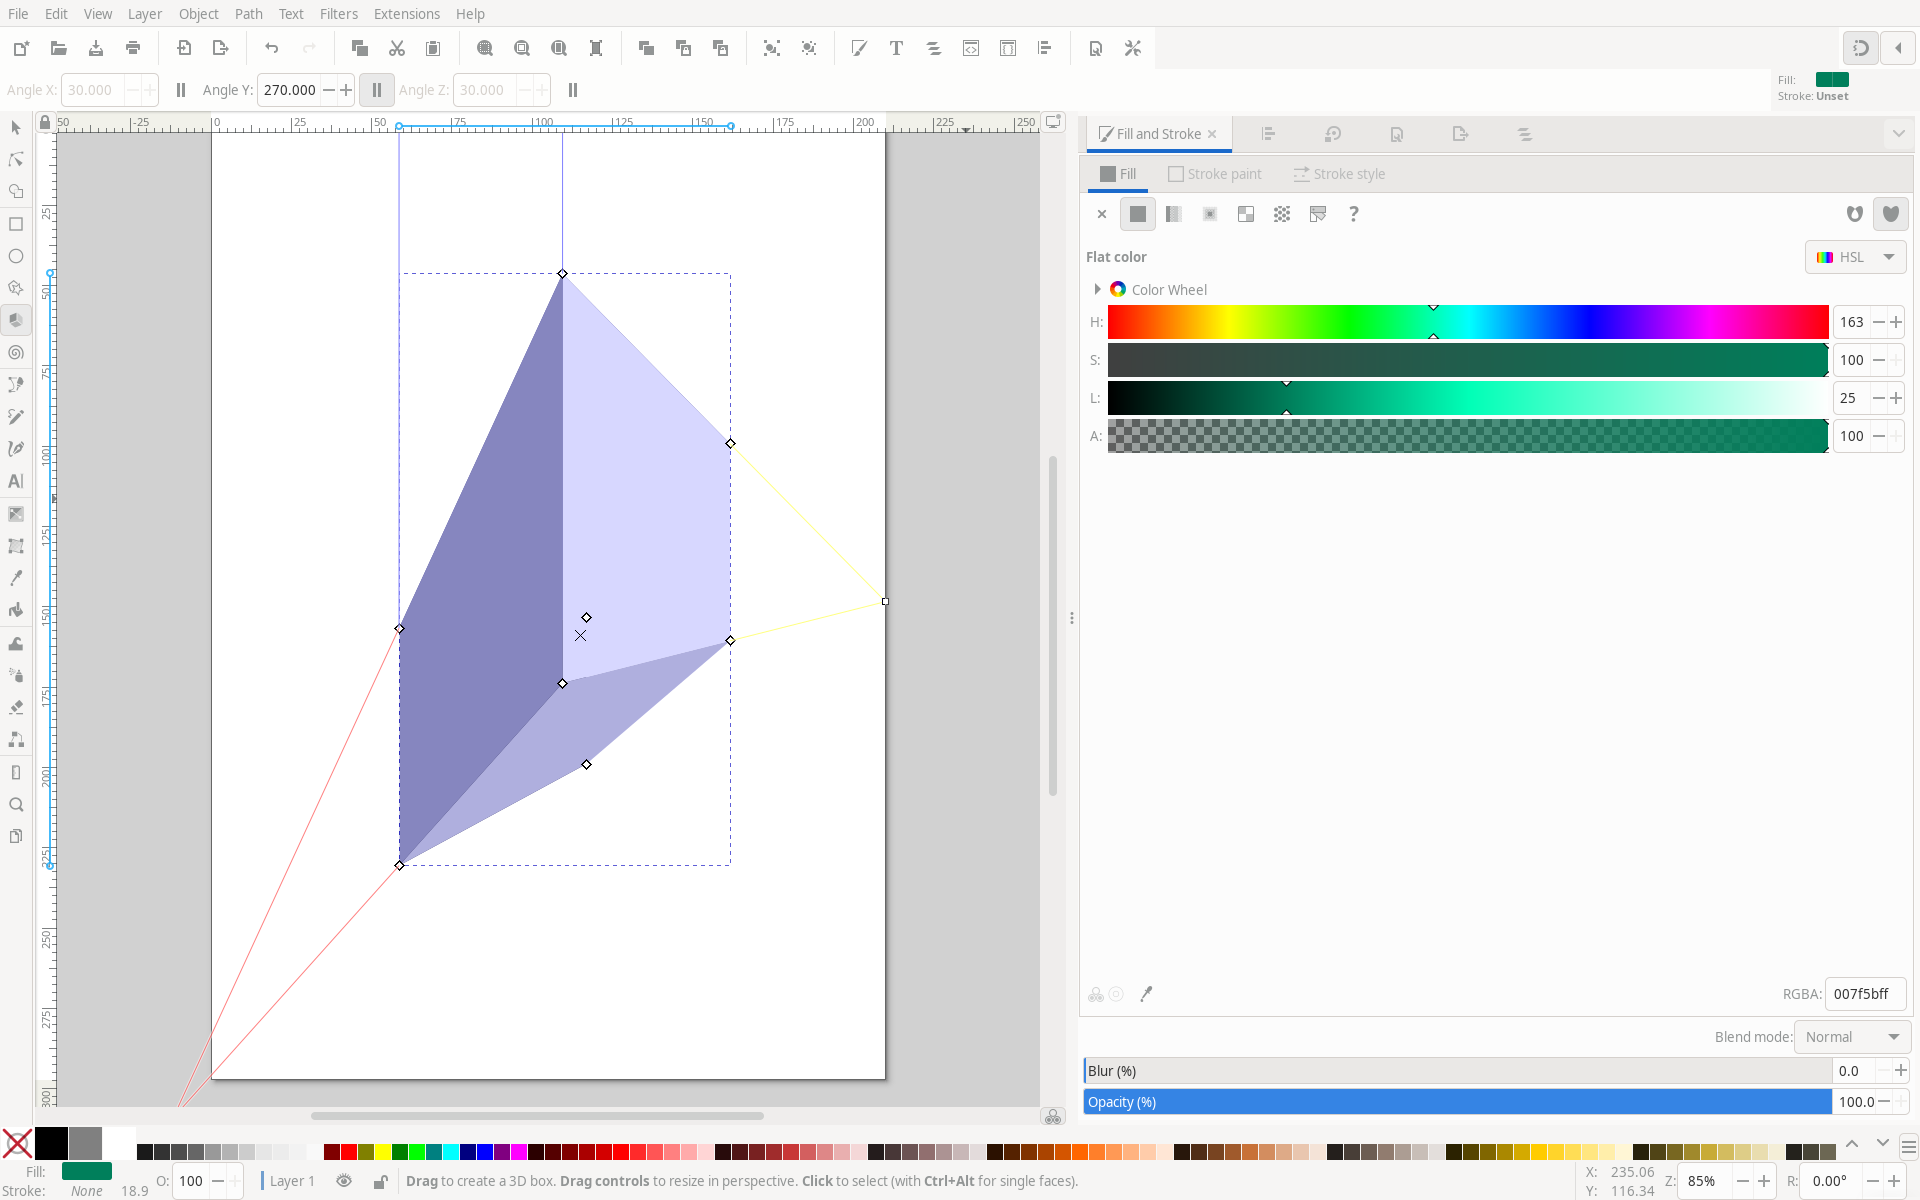 File Edit View Layer Object Path Text Filters Extensions Help
Angle X: 30.000 Angle Y: 270.000 Angle Z: 30.000
Fill:
Stroke: Unset
50 -25 0 25 50 75 100 125 150 175 200 225 250
25 50 75 100 125 150 175 200 225 250 275 300
Fill and Stroke
Fill Stroke paint Stroke style
?
Flat color
HSL
Color Wheel
H: 163
S: 100
L: 25
A: 100
RGBA: 007f5bff
Blend mode: Normal
Blur (%) 0.0
Opacity (%) 100.0
Fill:
Stroke: None 18.9
O: 100
Layer 1
Drag to create a 3D box. Drag controls to resize in perspective. Click to select (with Ctrl+Alt for single faces).
X: 235.06
Y: 116.34
Z: 85%
R: 0.00°